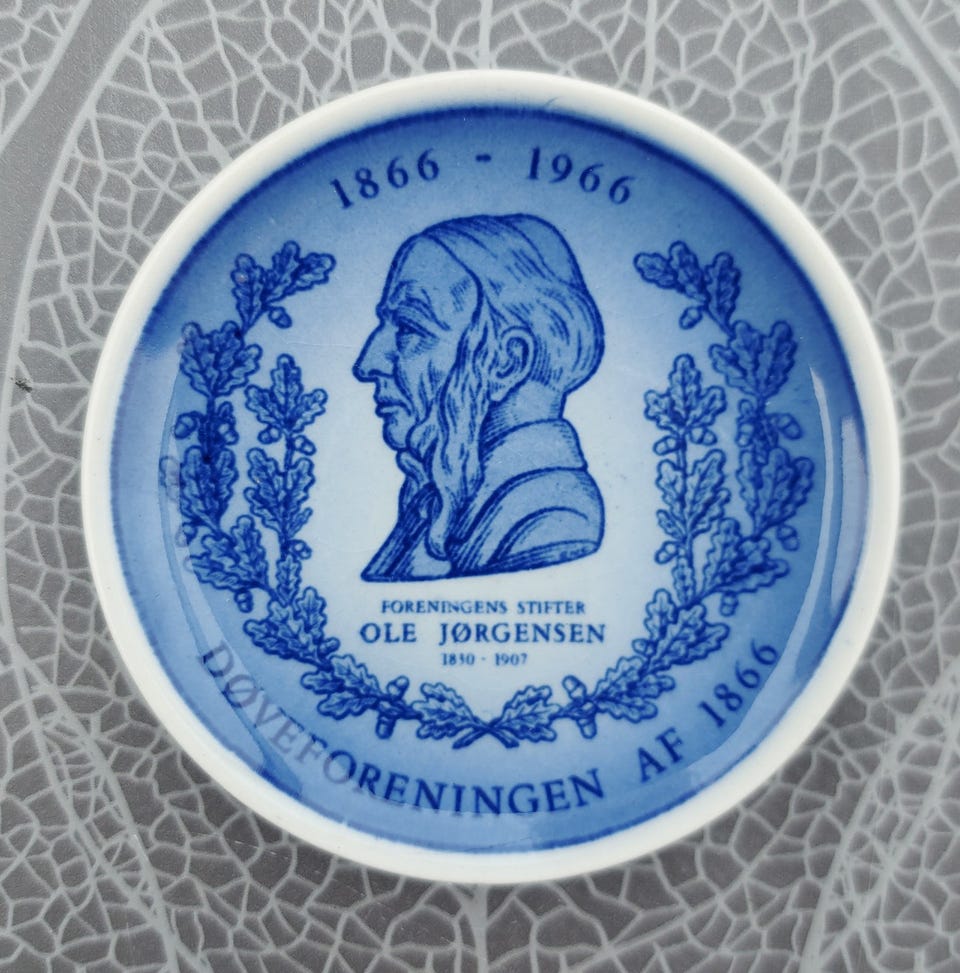 1866 - 1966
FORENINGENS STIFTER
OLE JØRGENSEN
1830 - 1907
DØVEFORENINGEN AF 1866